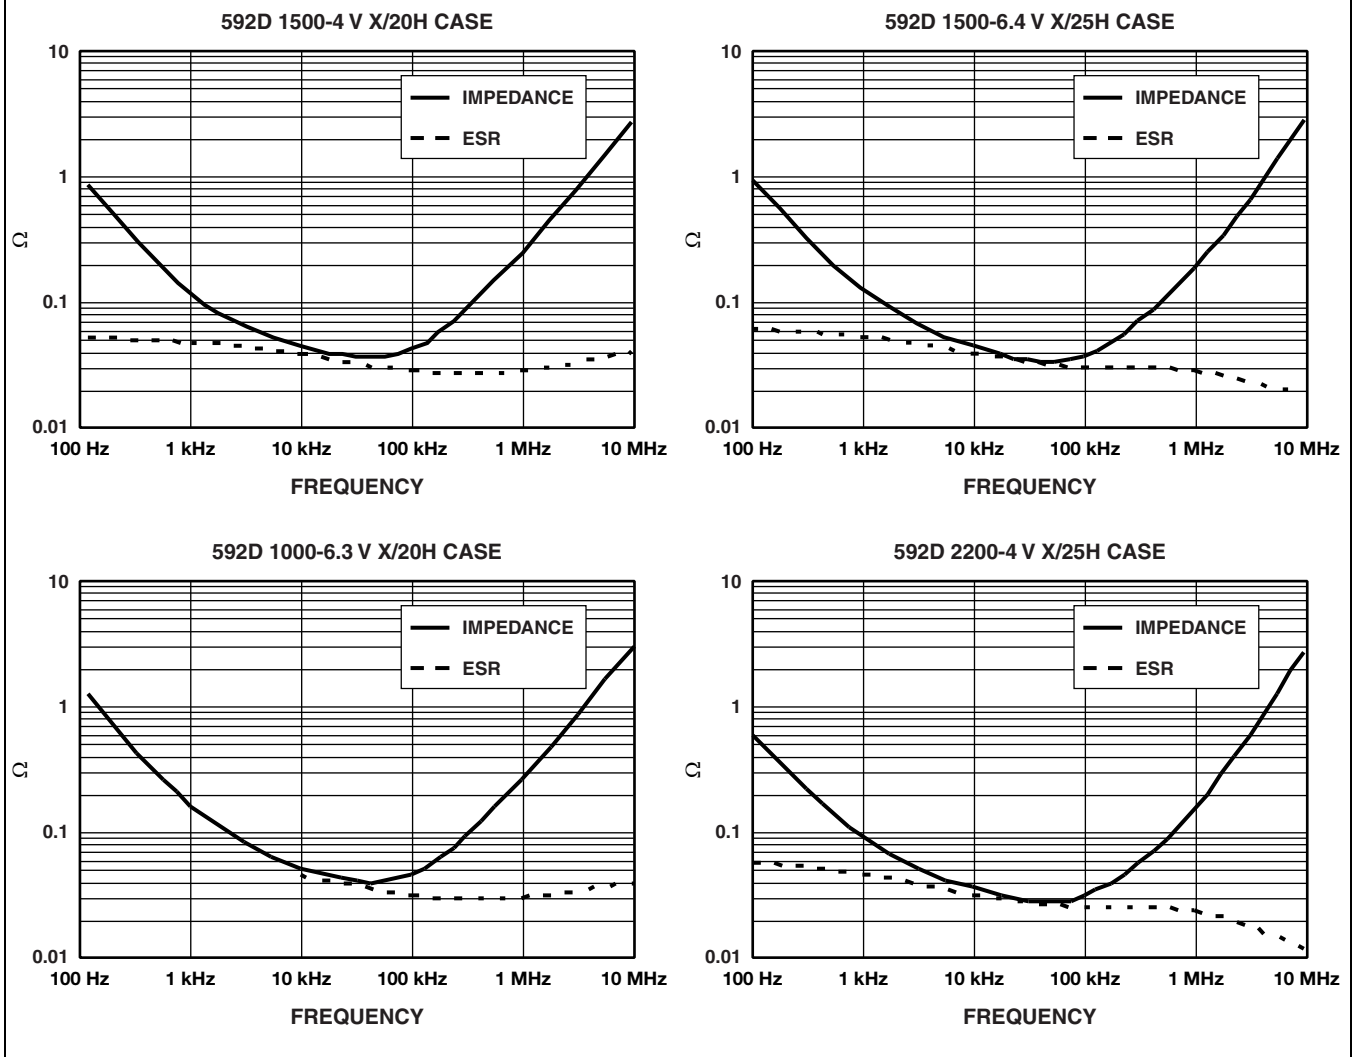 592D 1500-4 V X/20H CASE
10
1
0.1
0.01
Ω
IMPEDANCE
ESR
100 Hz 1 kHz 10 kHz 100 kHz 1 MHz 10 MHz
FREQUENCY
592D 1500-6.4 V X/25H CASE
10
1
0.1
0.01
Ω
IMPEDANCE
ESR
100 Hz 1 kHz 10 kHz 100 kHz 1 MHz 10 MHz
FREQUENCY
592D 1000-6.3 V X/20H CASE
10
1
0.1
0.01
Ω
IMPEDANCE
ESR
100 Hz 1 kHz 10 kHz 100 kHz 1 MHz 10 MHz
FREQUENCY
592D 2200-4 V X/25H CASE
10
1
0.1
0.01
Ω
IMPEDANCE
ESR
100 Hz 1 kHz 10 kHz 100 kHz 1 MHz 10 MHz
FREQUENCY